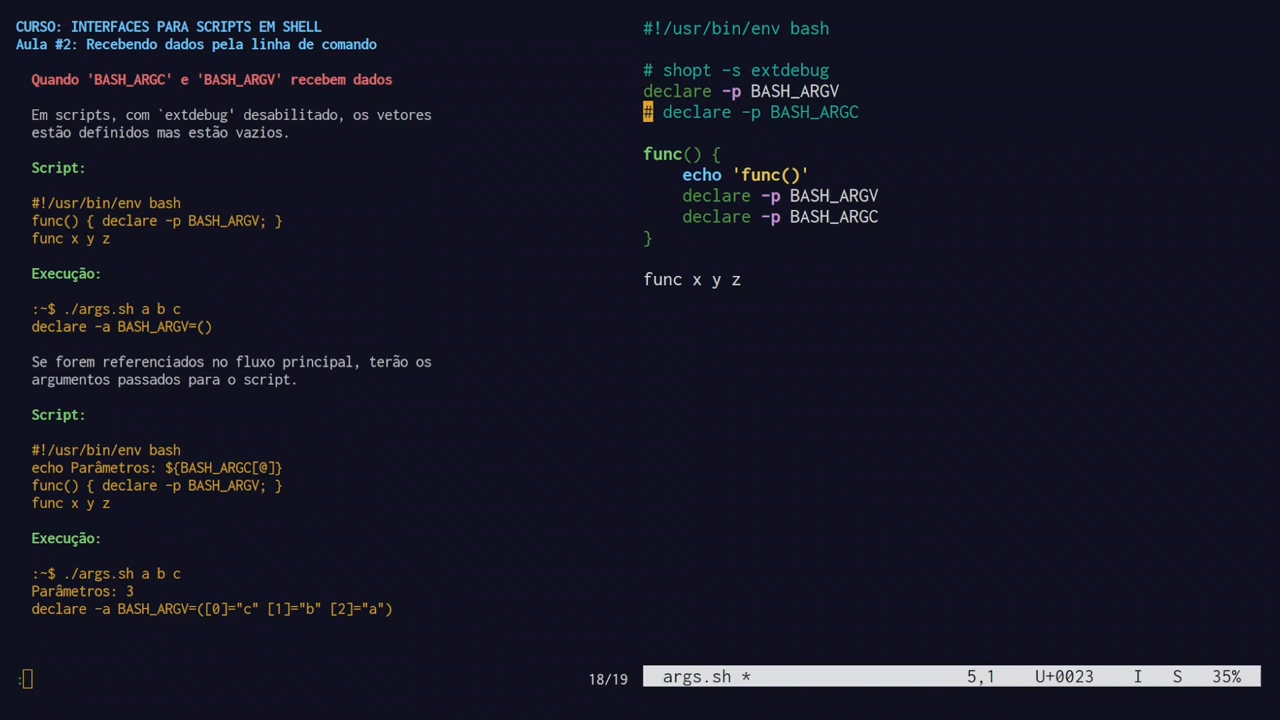 CURSO: INTERFACES PARA SCRIPTS EM SHELL
Aula #2: Recebendo dados pela linha de comando
Quando 'BASH_ARGC' e 'BASH_ARGV' recebem dados
Em scripts, com `extdebug' desabilitado, os vetores
estão definidos mas estão vazios.
Script:
#!/usr/bin/env bash
func() { declare -p BASH_ARGV; }
func x y z
Execução:
:~$ ./args.sh a b c
declare -a BASH_ARGV=()
Se forem referenciados no fluxo principal, terão os
argumentos passados para o script.
Script:
#!/usr/bin/env bash
echo Parâmetros: ${BASH_ARGC[@]}
func() { declare -p BASH_ARGV; }
func x y z
Execução:
:~$ ./args.sh a b c
Parâmetros: 3
declare -a BASH_ARGV=([0]="c" [1]="b" [2]="a")
:
18/19
#!/usr/bin/env bash
# shopt -s extdebug
declare -p BASH_ARGV
# declare -p BASH_ARGC
func() {
echo 'func()'
declare -p BASH_ARGV
declare -p BASH_ARGC
}
func x y z
args.sh * 5,1 U+0023 I S 35%